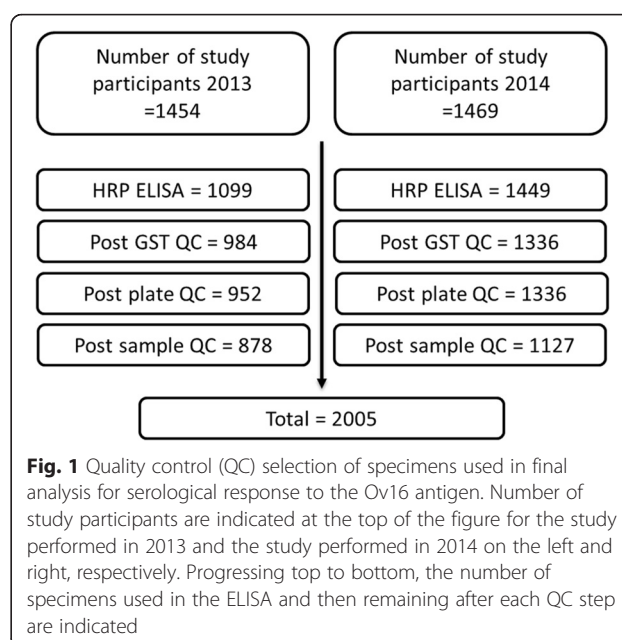 Number of study
participants 2013
=1454
Number of study
participants 2014
=1469
HRP ELISA = 1099
HRP ELISA = 1449
Post GST QC = 984
Post GST QC = 1336
Post plate QC = 952
Post plate QC = 1336
Post sample QC = 878
Post sample QC = 1127
Total = 2005
Fig. 1 Quality control (QC) selection of specimens used in final
analysis for serological response to the Ov16 antigen. Number of
study participants are indicated at the top of the figure for the study
performed in 2013 and the study performed in 2014 on the left and
right, respectively. Progressing top to bottom, the number of
specimens used in the ELISA and then remaining after each QC step
are indicated